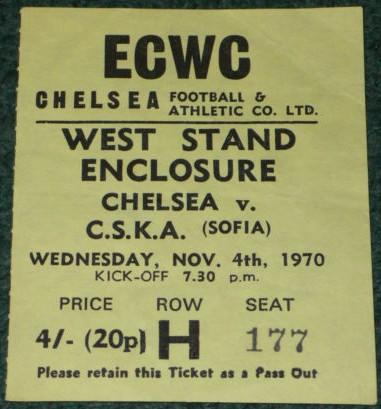 ECWC
CHELSEA FOOTBALL & ATHLETIC CO. LTD.
WEST STAND
ENCLOSURE
CHELSEA v.
C.S.K.A. (SOFIA)
WEDNESDAY, NOV. 4th, 1970
KICK-OFF 7.30 p.m.
PRICE ROW SEAT
4/- (20p) H 177
Please retain this Ticket as a Pass Out